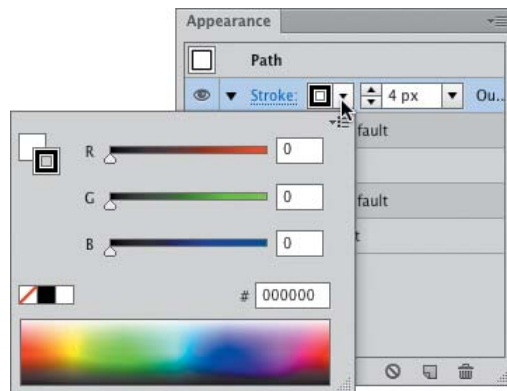 Appearance
Path
Stroke: 4 px Ou..
fault
R 0
G 0
fault
B 0
t
# 000000